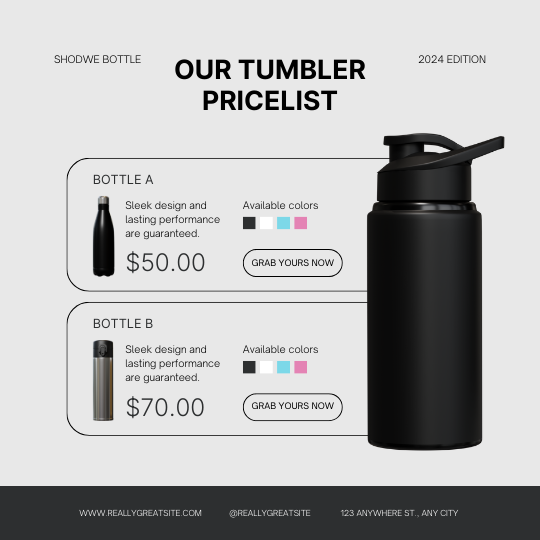 SHODWE BOTTLE
OUR TUMBLER
PRICELIST
2024 EDITION
BOTTLE A
Sleek design and
lasting performance
are guaranteed.
$50.00
Available colors
GRAB YOURS NOW
BOTTLE B
Sleek design and
lasting performance
are guaranteed.
$70.00
Available colors
GRAB YOURS NOW
WWW.REALLYGREATSITE.COM
@REALLYGREATSITE
123 ANYWHERE ST., ANY CITY